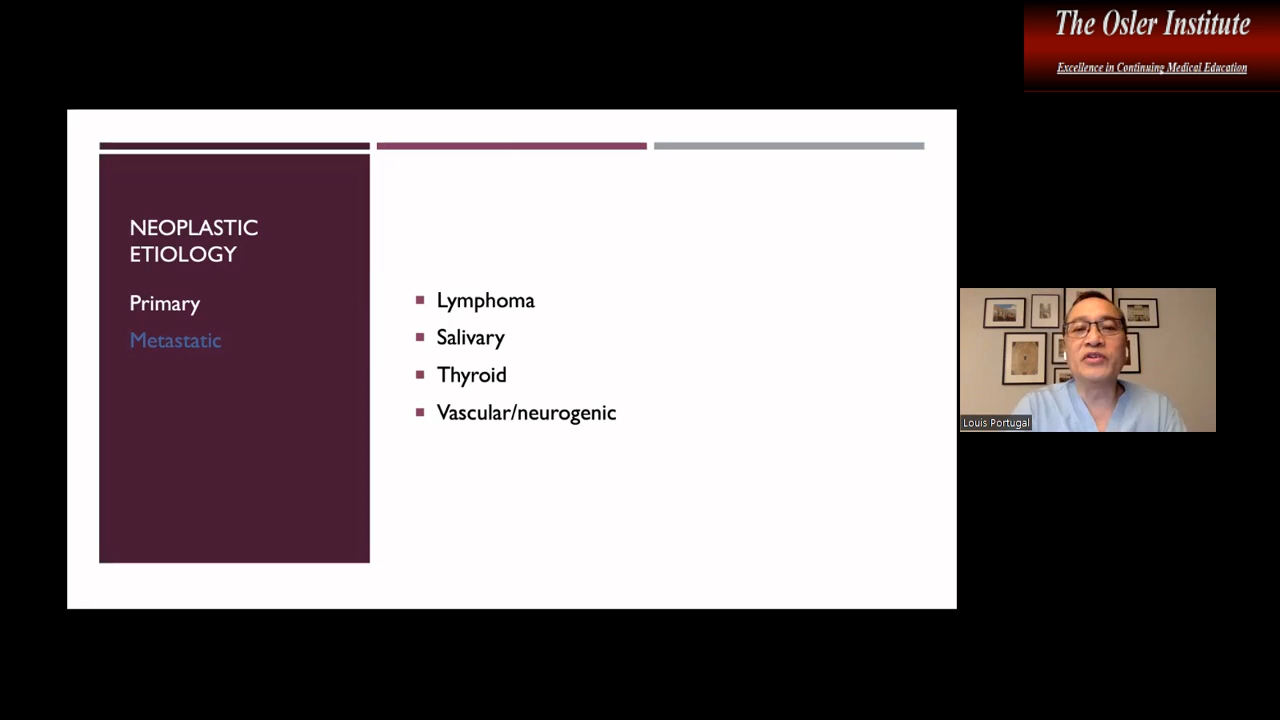 The Osler Institute
Excellence in Continuing Medical Education
NEOPLASTIC
ETIOLOGY
Primary
Metastatic
Lymphoma
Salivary
Thyroid
Vascular/neurogenic
Louis Portugal